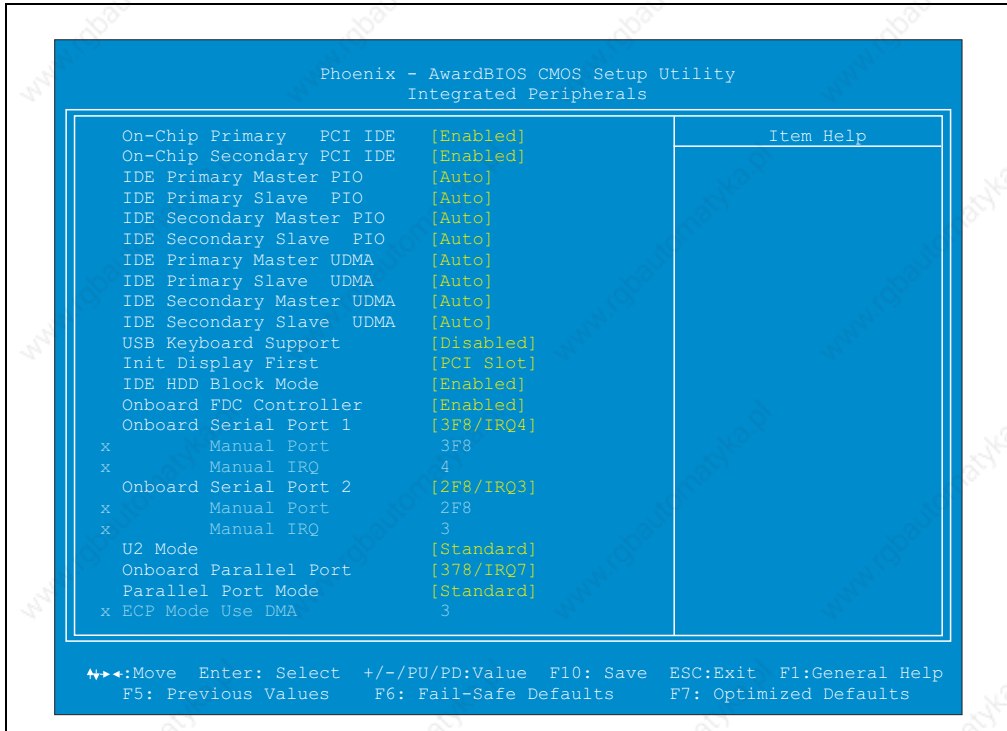 Phoenix - AwardBIOS CMOS Setup Utility
Integrated Peripherals
On-Chip Primary PCI IDE [Enabled] Item Help
On-Chip Secondary PCI IDE [Enabled]
IDE Primary Master PIO [Auto]
IDE Primary Slave PIO [Auto]
IDE Secondary Master PIO [Auto]
IDE Secondary Slave PIO [Auto]
IDE Primary Master UDMA [Auto]
IDE Primary Slave UDMA [Auto]
IDE Secondary Master UDMA [Auto]
IDE Secondary Slave UDMA [Auto]
USB Keyboard Support [Disabled]
Init Display First [PCI Slot]
IDE HDD Block Mode [Enabled]
Onboard FDC Controller [Enabled]
Onboard Serial Port 1 [3F8/IRQ4]
x Manual Port 3F8
x Manual IRQ 4
Onboard Serial Port 2 [2F8/IRQ3]
x Manual Port 2F8
x Manual IRQ 3
U2 Mode [Standard]
Onboard Parallel Port [378/IRQ7]
Parallel Port Mode [Standard]
x ECP Mode Use DMA 3
:Move Enter: Select +/-/PU/PD:Value F10: Save ESC:Exit F1:General Help
F5: Previous Values F6: Fail-Safe Defaults F7: Optimized Defaults
www.rgbautomatyka.pl